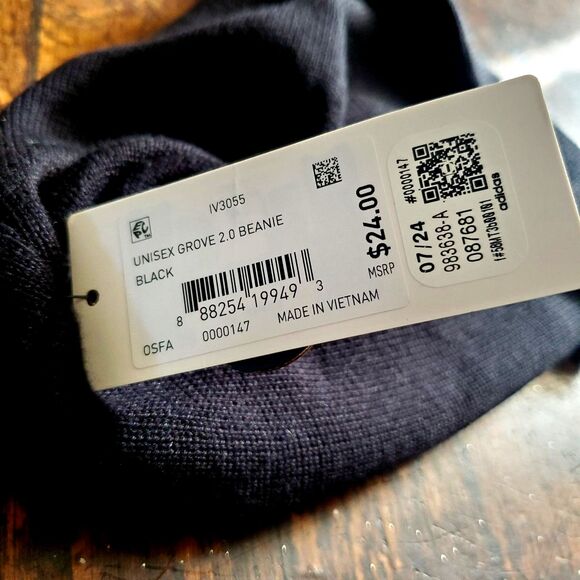 IV3055
UNISEX GROVE 2.0 BEANIE
BLACK
8 88254 19949 3
OSFA
0000147
MADE IN VIETNAM
$24.00
MSRP
#0000147
07/24
983638-A
087681
adidas